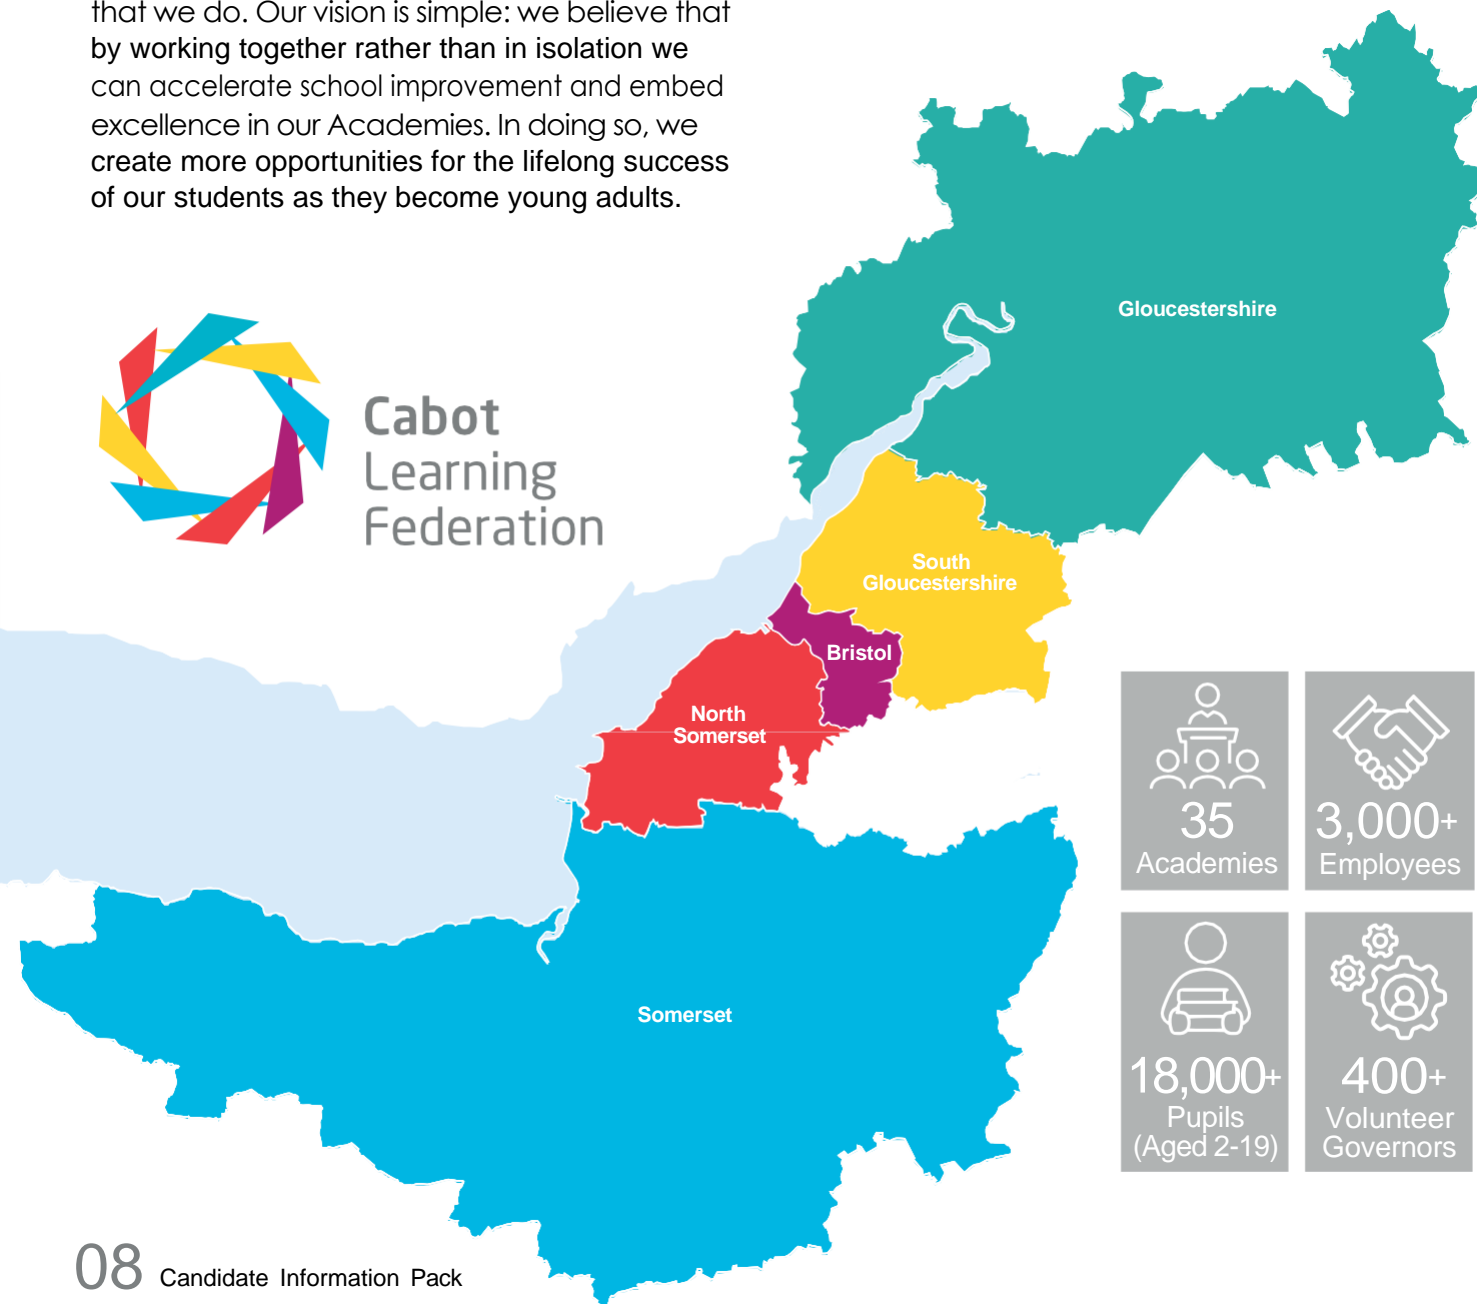 that we do. Our vision is simple: we believe that
by working together rather than in isolation we
can accelerate school improvement and embed
excellence in our Academies. In doing so, we
create more opportunities for the lifelong success
of our students as they become young adults.
Cabot
Learning
Federation
Gloucestershire
South
Gloucestershire
Bristol
North
Somerset
Somerset
35
Academies
3,000+
Employees
18,000+
Pupils
(Aged 2-19)
400+
Volunteer
Governors
08 Candidate Information Pack